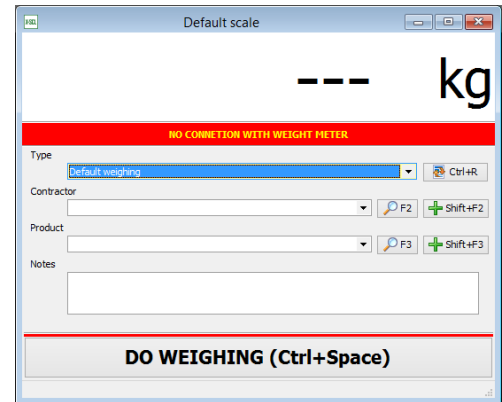 Default scale
--- kg
NO CONNETION WITH WEIGHT METER
Type
Default weighing
Ctrl+R
Contractor
F2
Shift+F2
Product
F3
Shift+F3
Notes
DO WEIGHING (Ctrl+Space)